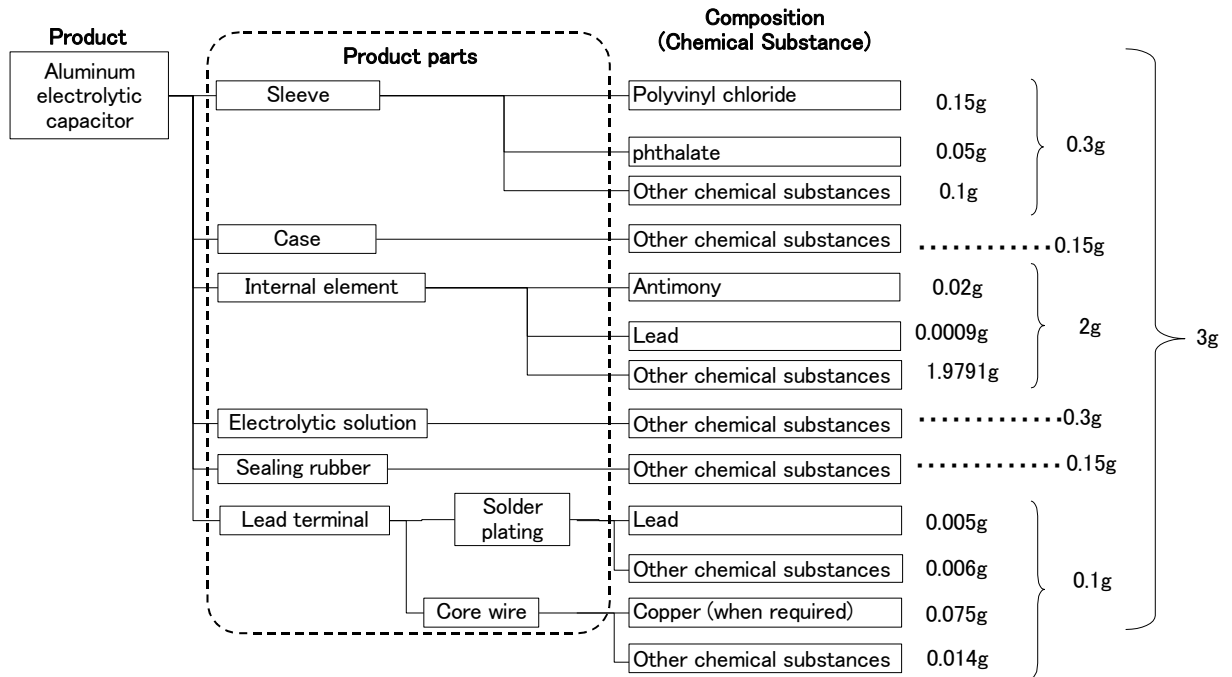 Product
Aluminum
electrolytic
capacitor
Product parts
Composition
(Chemical Substance)
Sleeve
Polyvinyl chloride
0.15g
phthalate
0.05g
Other chemical substances
0.1g
0.3g
Case
Other chemical substances
0.15g
Internal element
Antimony
0.02g
Lead
0.0009g
Other chemical substances
1.9791g
2g
3g
Electrolytic solution
Other chemical substances
0.3g
Sealing rubber
Other chemical substances
0.15g
Lead terminal
Solder
plating
Lead
0.005g
Other chemical substances
0.006g
Core wire
Copper (when required)
0.075g
Other chemical substances
0.014g
0.1g